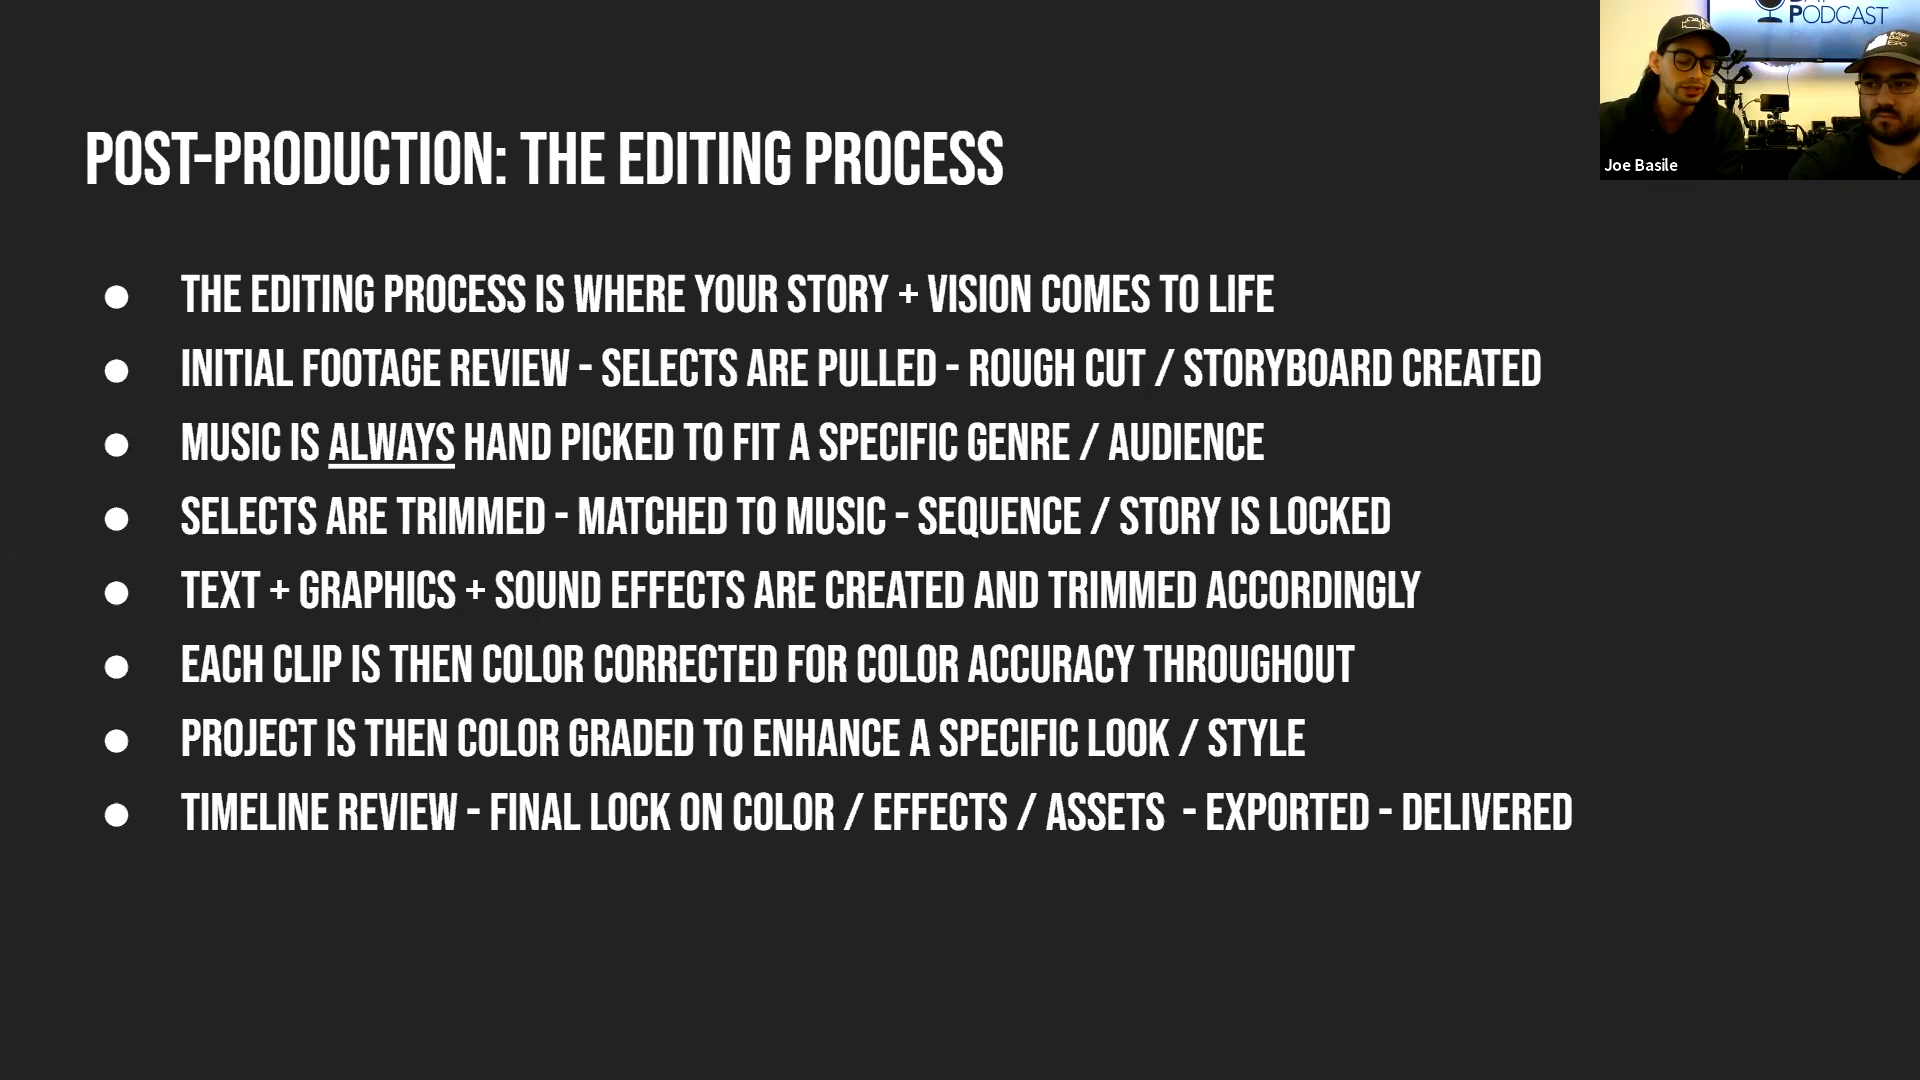 PODCAST
Joe Basile
POST-PRODUCTION: THE EDITING PROCESS
● THE EDITING PROCESS IS WHERE YOUR STORY + VISION COMES TO LIFE
● INITIAL FOOTAGE REVIEW - SELECTS ARE PULLED - ROUGH CUT / STORYBOARD CREATED
● MUSIC IS ALWAYS HAND PICKED TO FIT A SPECIFIC GENRE / AUDIENCE
● SELECTS ARE TRIMMED - MATCHED TO MUSIC - SEQUENCE / STORY IS LOCKED
● TEXT + GRAPHICS + SOUND EFFECTS ARE CREATED AND TRIMMED ACCORDINGLY
● EACH CLIP IS THEN COLOR CORRECTED FOR COLOR ACCURACY THROUGHOUT
● PROJECT IS THEN COLOR GRADED TO ENHANCE A SPECIFIC LOOK / STYLE
● TIMELINE REVIEW - FINAL LOCK ON COLOR / EFFECTS / ASSETS - EXPORTED - DELIVERED